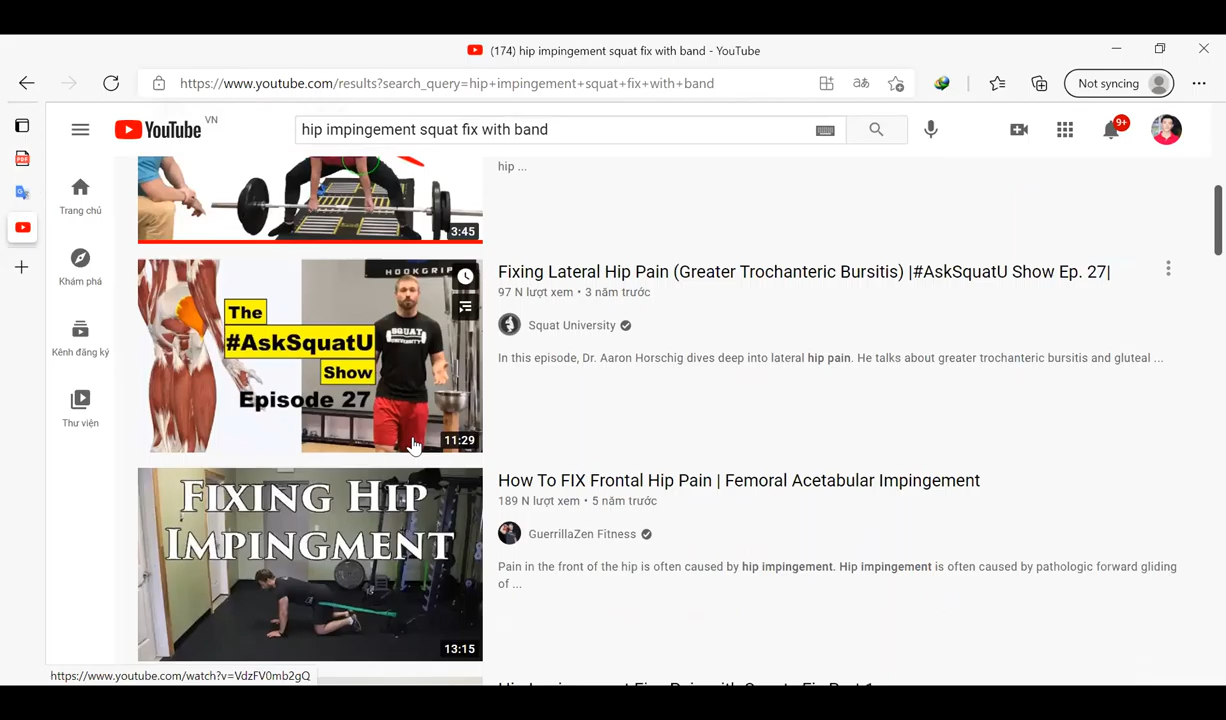 (174) hip impingement squat fix with band - YouTube
https://www.youtube.com/results?search_query=hip+impingement+squat+fix+with+band
aあ
Not syncing
PDF
YouTube VN
hip impingement squat fix with band
9+
Trang chủ
Khám phá
Kênh đăng ký
Thư viện
hip ...
3:45
HOOKGRIP
The
#AskSquatU
Show
Episode 27
SQUAT
UNIVERSITY
11:29
Fixing Lateral Hip Pain (Greater Trochanteric Bursitis) |#AskSquatU Show Ep. 27|
97 N lượt xem • 3 năm trước
Squat University
In this episode, Dr. Aaron Horschig dives deep into lateral hip pain. He talks about greater trochanteric bursitis and gluteal ...
FIXING HIP
IMPINGMENT
13:15
How To FIX Frontal Hip Pain | Femoral Acetabular Impingement
189 N lượt xem • 5 năm trước
GuerrillaZen Fitness
Pain in the front of the hip is often caused by hip impingement. Hip impingement is often caused by pathologic forward gliding
of ...
https://www.youtube.com/watch?v=VdzFV0mb2gQ